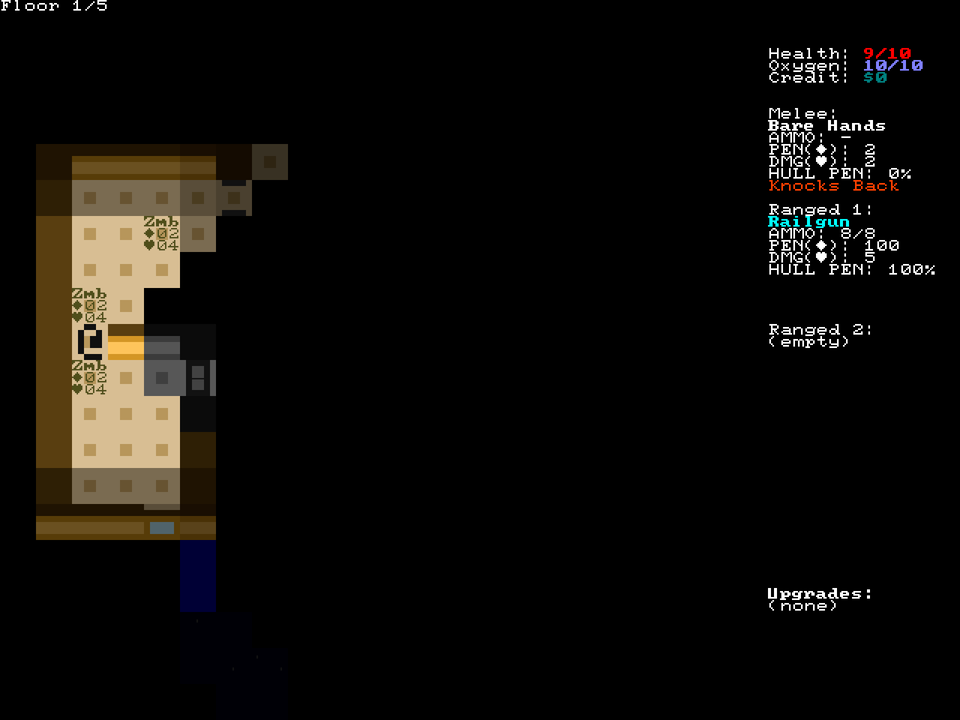 Floor 1/5
Health: 9/10
Oxygen: 10/10
Credit: $0
Melee:
Bare Hands
AMMO: -
PEN(♦): 2
DMG(♥): 2
HULL PEN: 0%
Knocks Back
Ranged 1:
Railgun
AMMO: 8/8
PEN(♦): 100
DMG(♥): 5
HULL PEN: 100%
Ranged 2:
(empty)
Upgrades:
(none)
Zmb
♦02
♥04
Zmb
♦02
♥04
Zmb
♦02
♥04